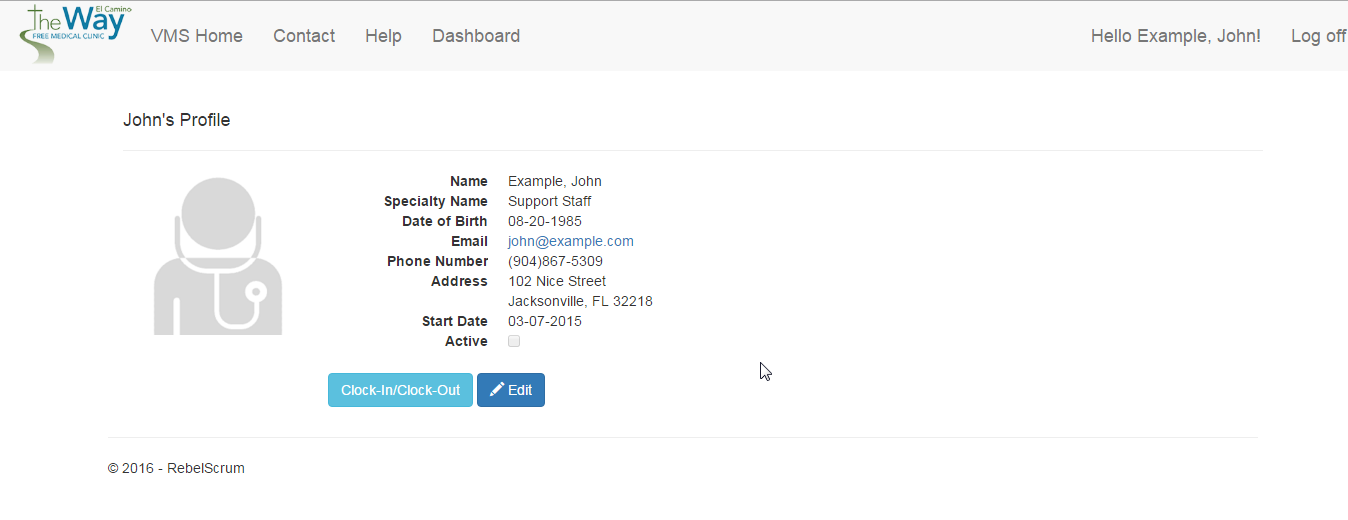 El Camino
The Way
FREE MEDICAL CLINIC
VMS Home Contact Help Dashboard Hello Example, John! Log off
John's Profile
Name Example, John
Specialty Name Support Staff
Date of Birth 08-20-1985
Email john@example.com
Phone Number (904)867-5309
Address 102 Nice Street
Jacksonville, FL 32218
Start Date 03-07-2015
Active
Clock-In/Clock-Out Edit
© 2016 - RebelScrum